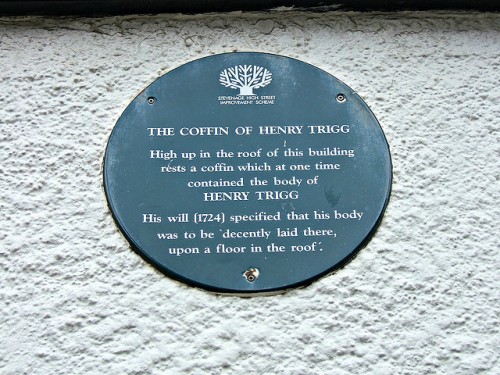 STEVENAGE HIGH STREET
IMPROVEMENT SCHEME
THE COFFIN OF HENRY TRIGG
High up in the roof of this building
rests a coffin which at one time
contained the body of
HENRY TRIGG
His will (1724) specified that his body
was to be 'decently laid there,
upon a floor in the roof'.